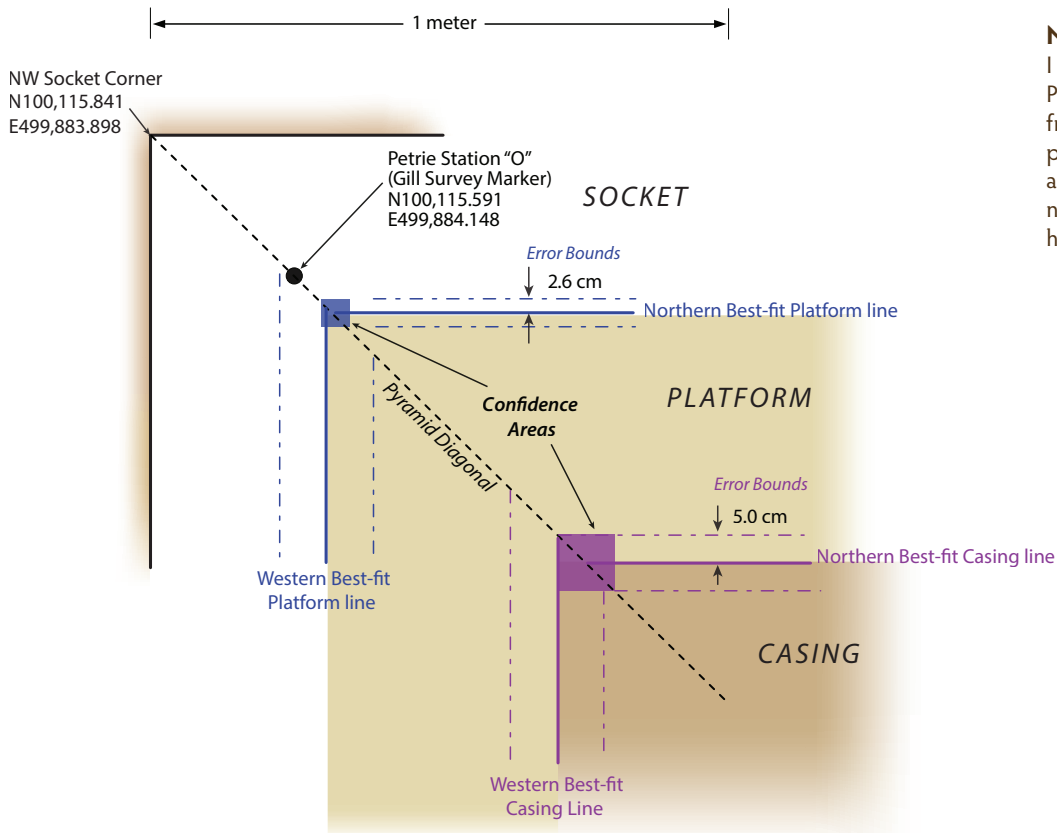 1 meter
NW Socket Corner
N100,115.841
E499,883.898
Petrie Station "O"
(Gill Survey Marker)
N100,115.591
E499,884.148
SOCKET
Error Bounds
2.6 cm
Northern Best-fit Platform line
Pyramid Diagonal
Confidence
Areas
PLATFORM
Error Bounds
5.0 cm
Northern Best-fit Casing line
Western Best-fit
Platform line
CASING
Western Best-fit
Casing Line
I